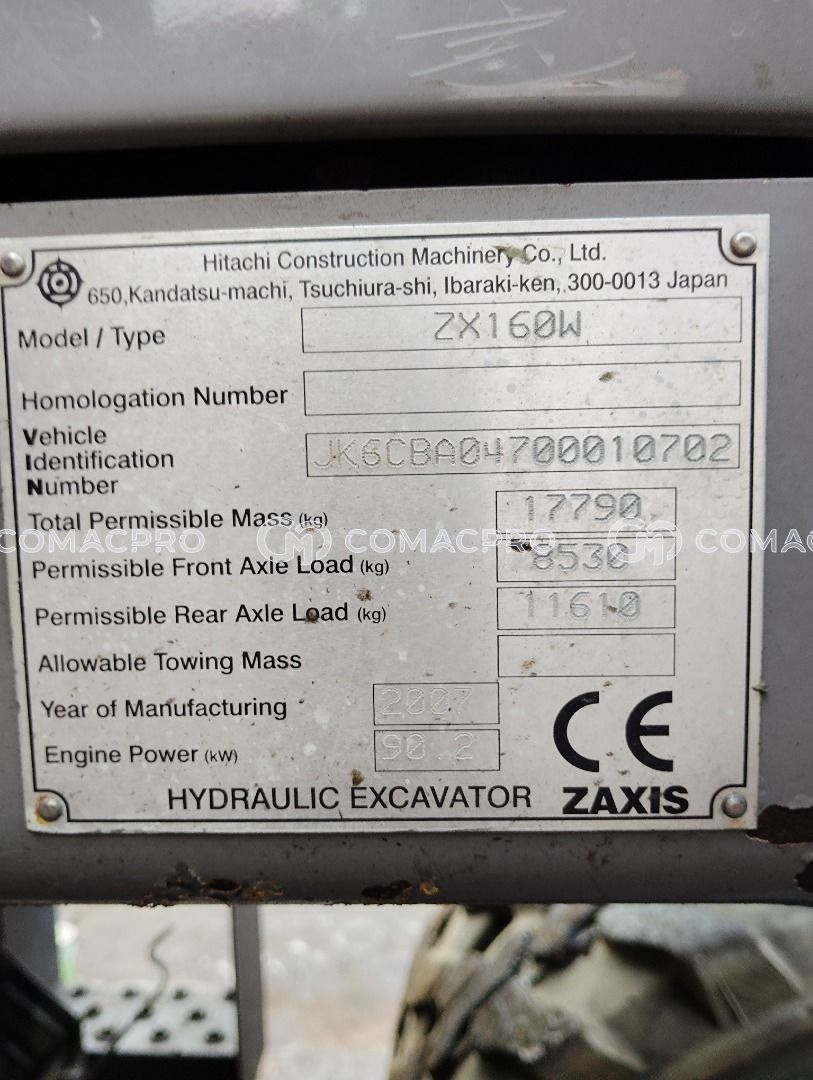 Hitachi Construction Machinery Co., Ltd.
650,Kandatsu-machi, Tsuchiura-shi, Ibaraki-ken, 300-0013 Japan
Model / Type ZX160W
Homologation Number
Vehicle
Identification JK6CBA04700010702
Number
Total Permissible Mass (kg) 17790
COMACPRO COMACPRO COMACPRO
Permissible Front Axle Load (kg) 8530
Permissible Rear Axle Load (kg) 11610
Allowable Towing Mass
Year of Manufacturing 2007
Engine Power (kW) 90.2
CE
HYDRAULIC EXCAVATOR ZAXIS